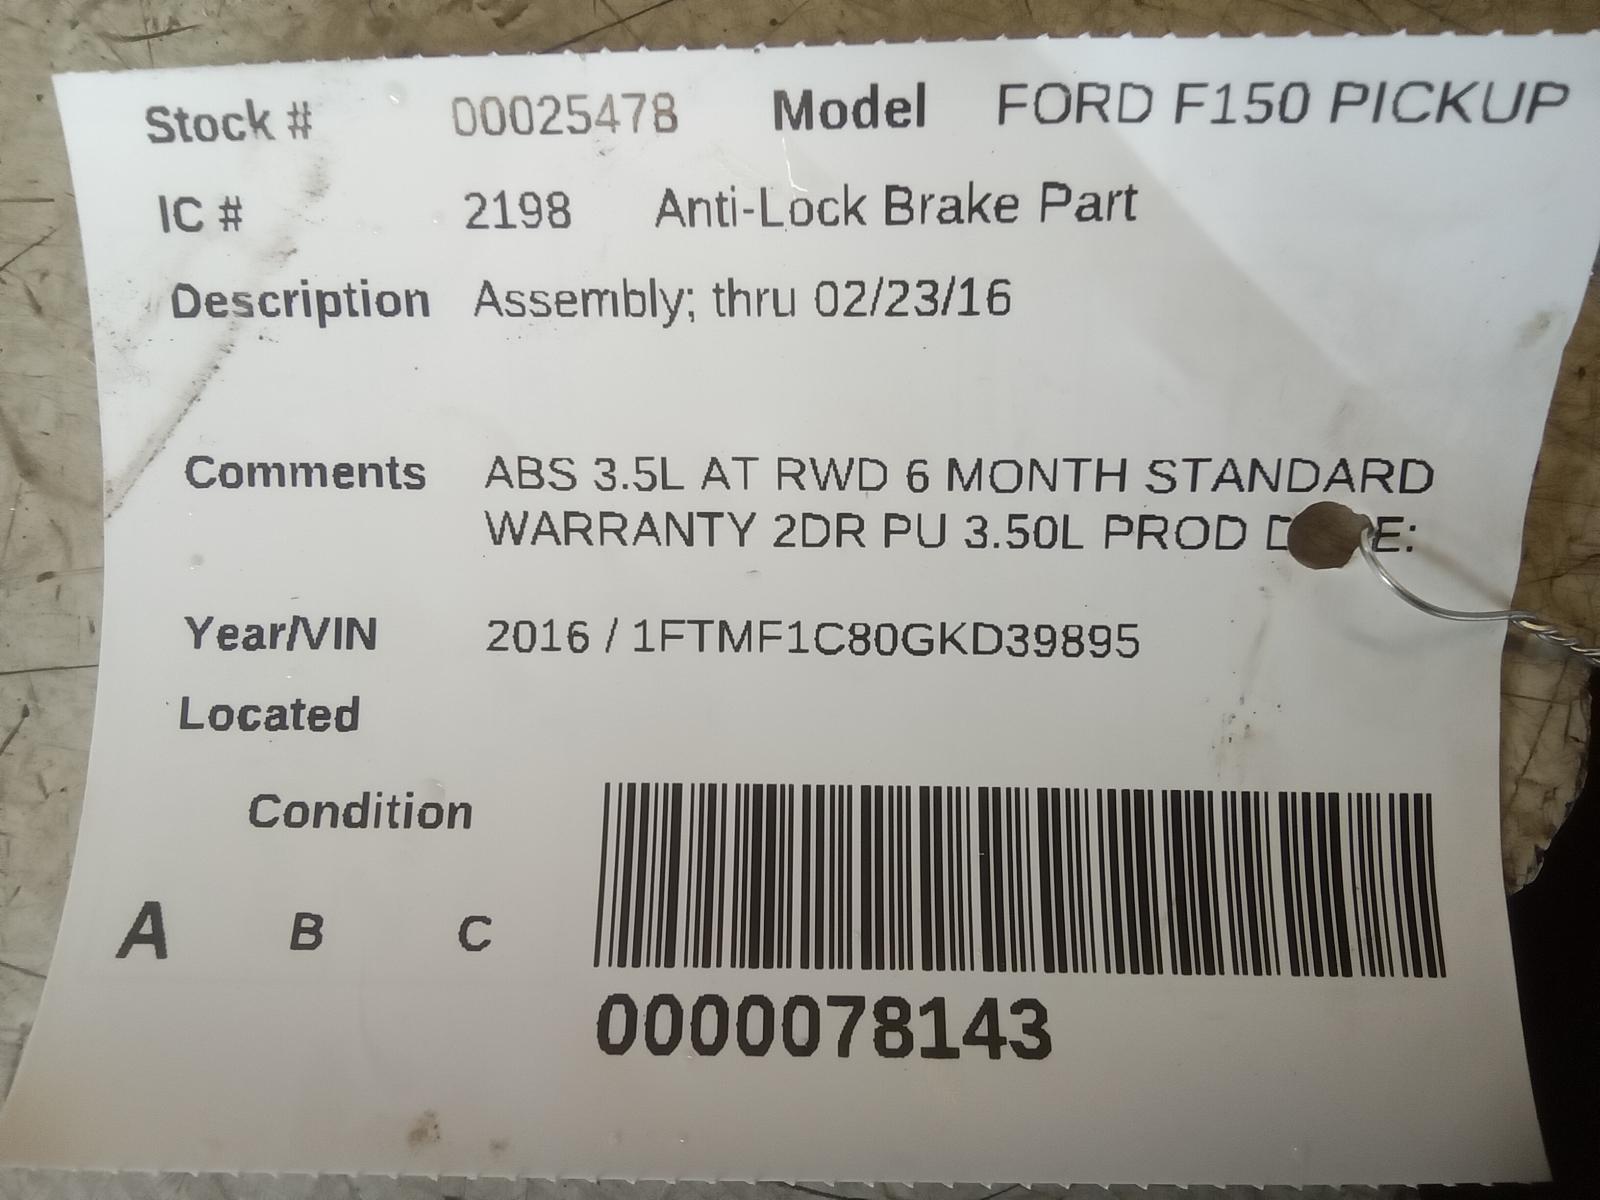 Stock # 00025478 Model FORD F150 PICKUP
IC # 2198 Anti-Lock Brake Part
Description Assembly; thru 02/23/16
Comments ABS 3.5L AT RWD 6 MONTH STANDARD
WARRANTY 2DR PU 3.50L PROD
Year/VIN 2016 / 1FTMF1C80GKD39895
Located
Condition
A B C
0000078143